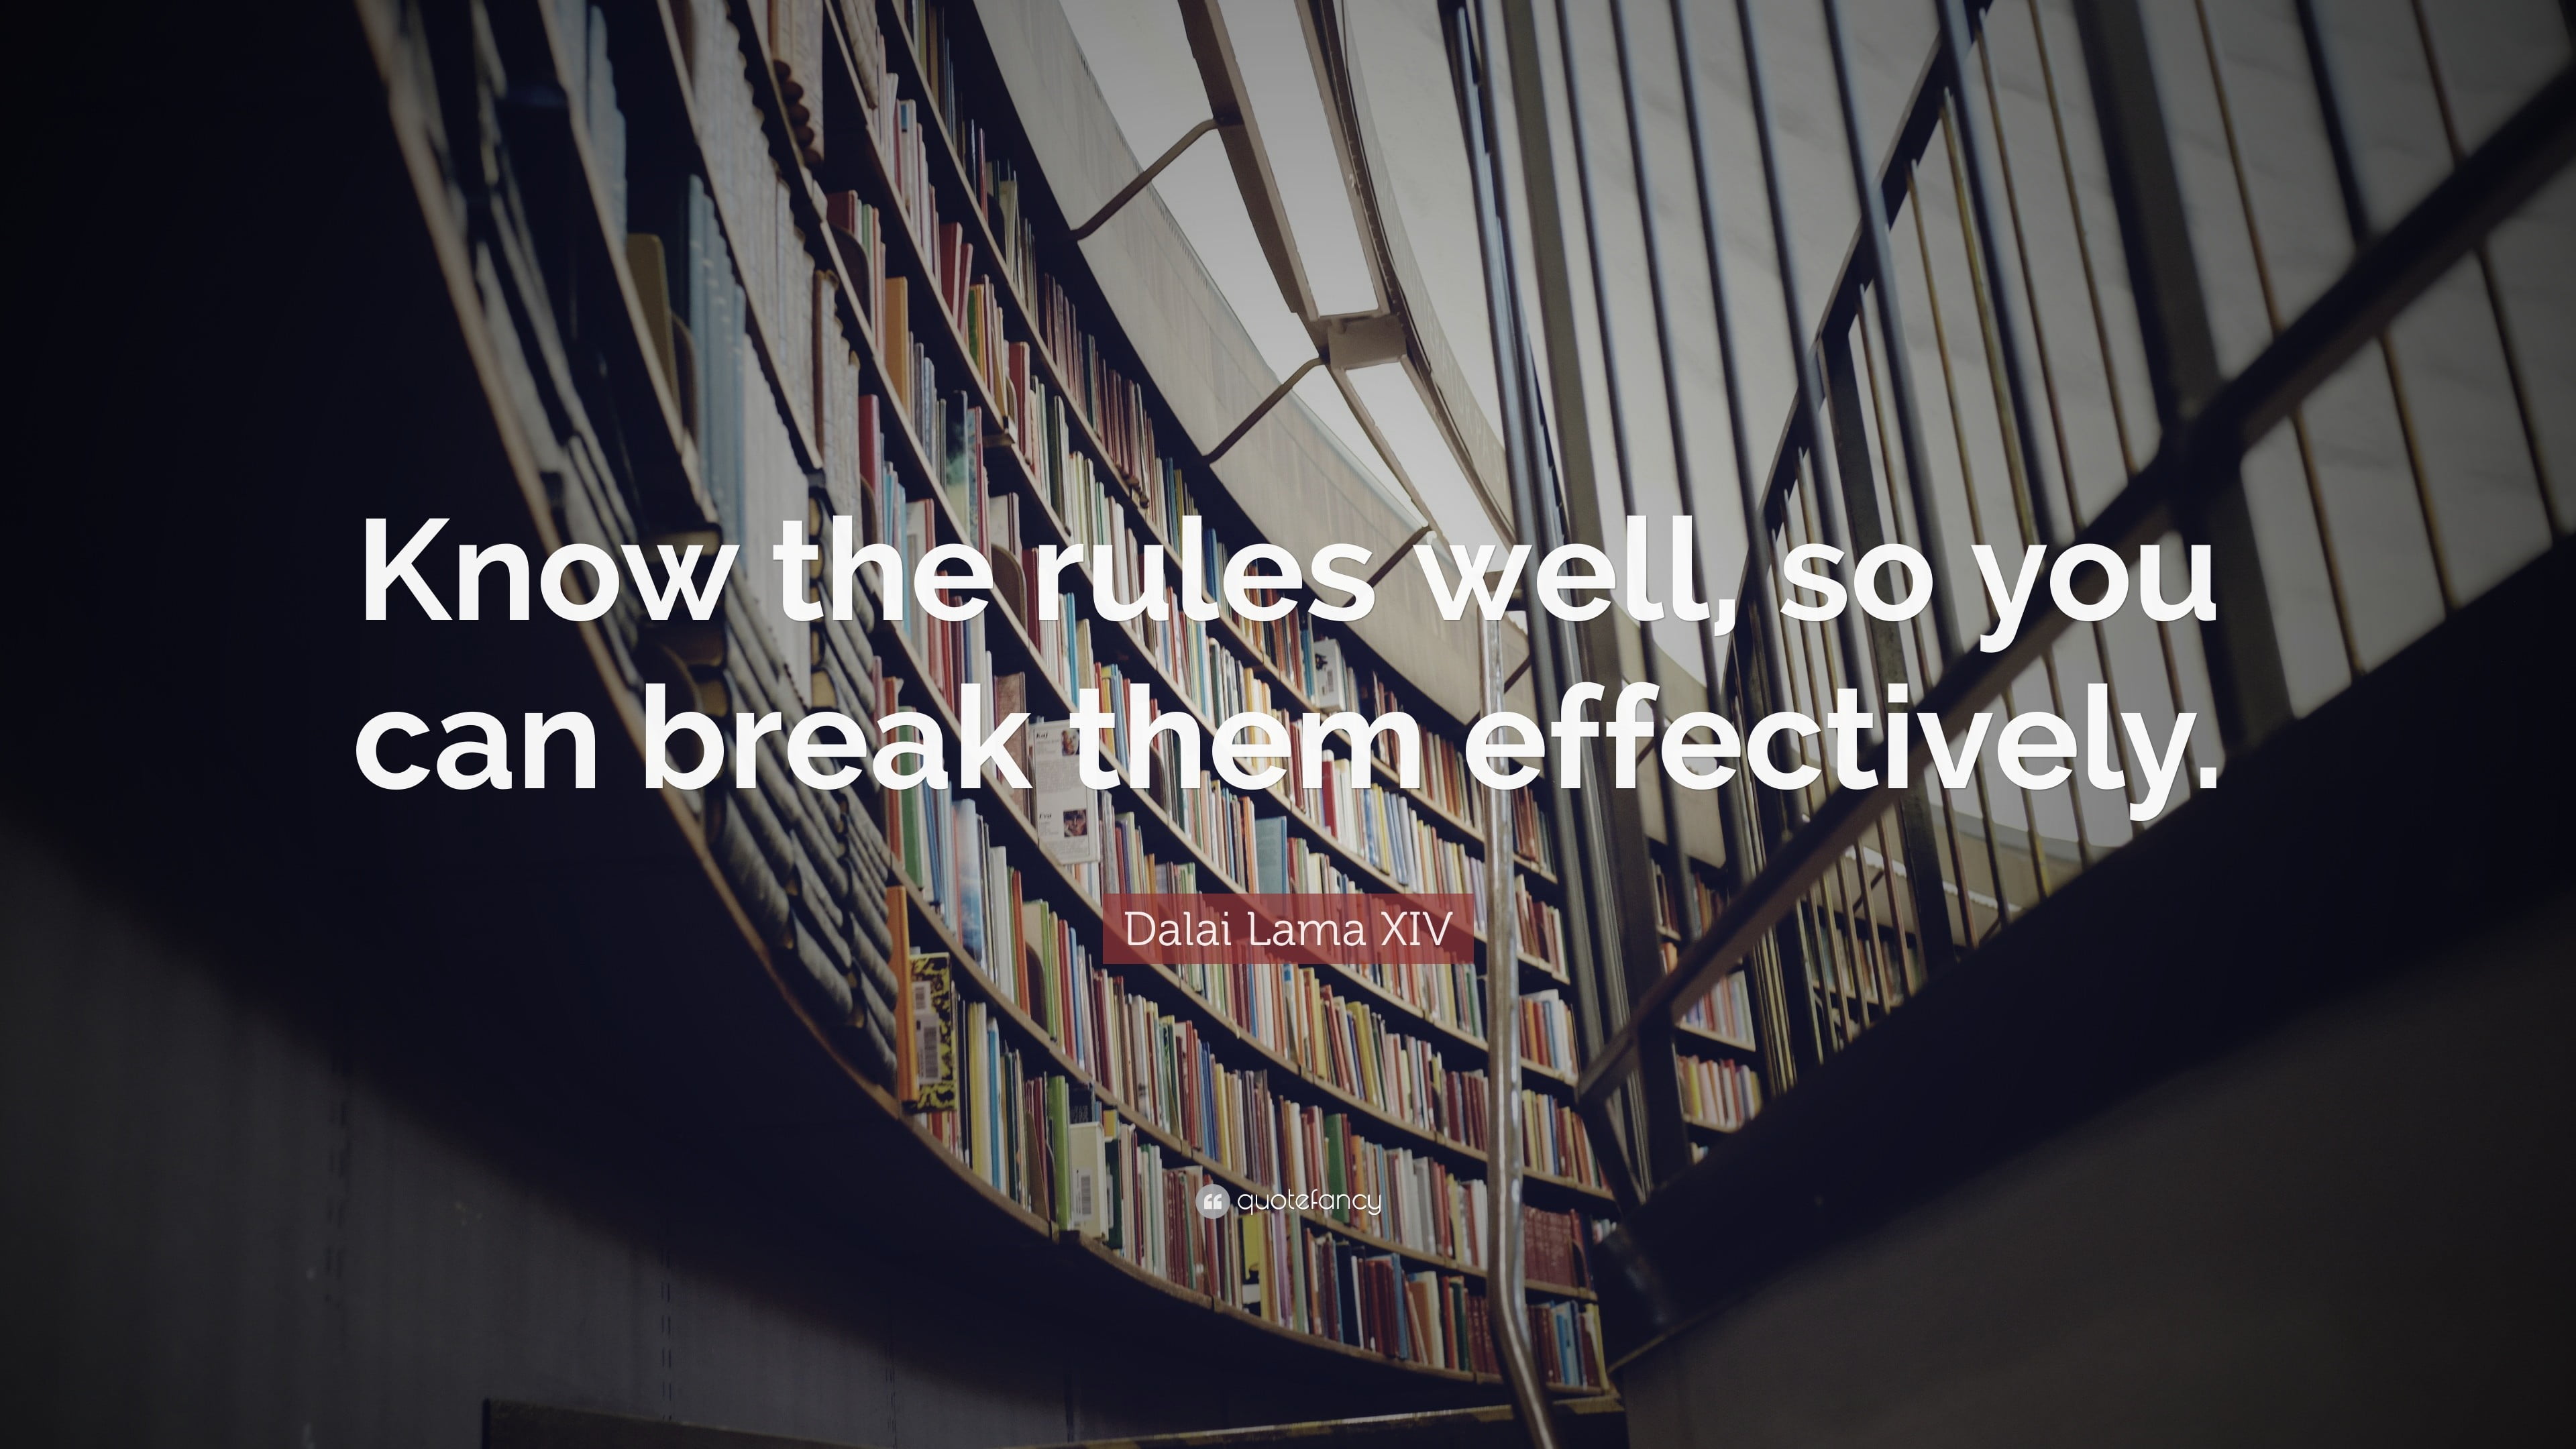 Know the rules well, so you
can break them effectively.
Dalai Lama XIV
quotefancy